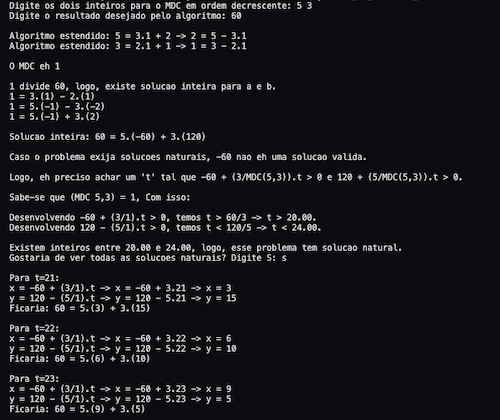 Digite os dois inteiros para o MDC em ordem decrescente: 5 3
Digite o resultado desejado pelo algoritmo: 60
Algoritmo estendido: 5 = 3.1 + 2 -> 2 = 5 - 3.1
Algoritmo estendido: 3 = 2.1 + 1 -> 1 = 3 - 2.1
O MDC eh 1
1 divide 60, logo, existe solucao inteira para a e b.
1 = 3.(1) - 2.(1)
1 = 5.(-1) - 3.(-2)
1 = 5.(-1) + 3.(2)
Solucao inteira: 60 = 5.(-60) + 3.(120)
Caso o problema exija solucoes naturais, -60 nao eh uma solucao valida.
Logo, eh preciso achar um 't' tal que -60 + (3/MDC(5,3)).t > 0 e 120 + (5/MDC(5,3)).t > 0.
Sabe-se que (MDC 5,3) = 1, Com isso:
Desenvolvendo -60 + (3/1).t > 0, temos t > 60/3 -> t > 20.00.
Desenvolvendo 120 - (5/1).t > 0, temos t < 120/5 -> t < 24.00.
Existem inteiros entre 20.00 e 24.00, logo, esse problema tem solucao natural.
Gostaria de ver todas as solucoes naturais? Digite S: s
Para t=21:
x = -60 + (3/1).t -> x = -60 + 3.21 -> x = 3
y = 120 - (5/1).t -> y = 120 - 5.21 -> y = 15
Ficaria: 60 = 5.(3) + 3.(15)
Para t=22:
x = -60 + (3/1).t -> x = -60 + 3.22 -> x = 6
y = 120 - (5/1).t -> y = 120 - 5.22 -> y = 10
Ficaria: 60 = 5.(6) + 3.(10)
Para t=23:
x = -60 + (3/1).t -> x = -60 + 3.23 -> x = 9
y = 120 - (5/1).t -> y = 120 - 5.23 -> y = 5
Ficaria: 60 = 5.(9) + 3.(5)